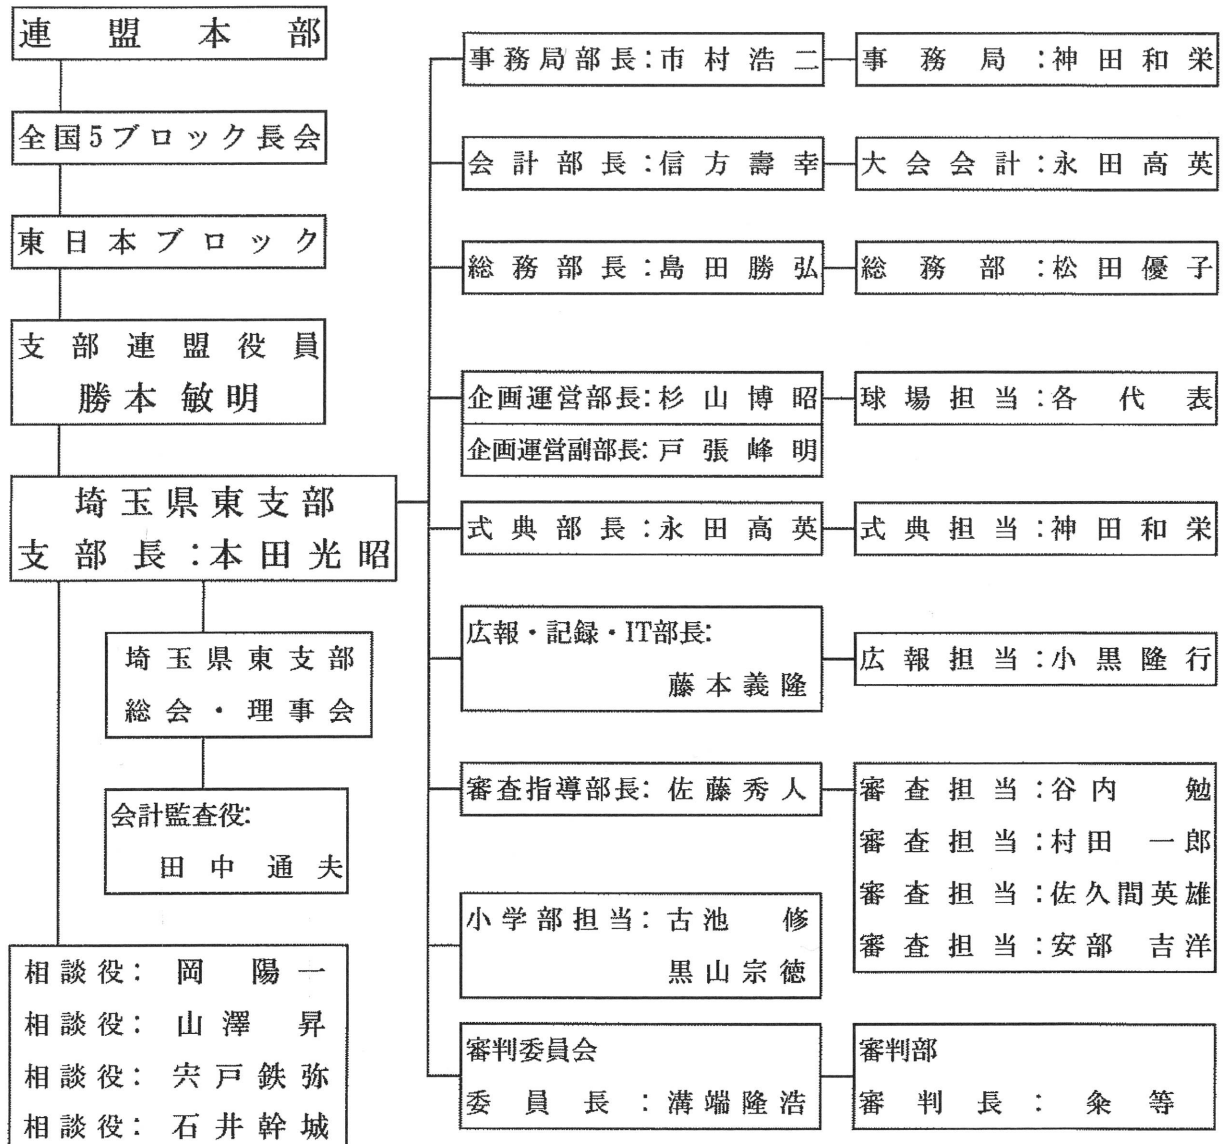 連盟本部
全国5ブロック長会
東日本ブロック
支部連盟役員
勝本敏明
埼玉県東支部
支部長:本田光昭
埼玉県東支部
総会・理事会
会計監査役:
田中通夫
相談役: 岡陽一
相談役: 山澤昇
相談役: 宍戸鉄弥
相談役: 石井幹城
事務局部長:市村浩二
事務局:神田和栄
会計部長:信方壽幸
大会会計:永田高英
総務部長:島田勝弘
総務部:松田優子
企画運営部長:杉山博昭
企画運営副部長:戸張峰明
球場担当:各代表
式典部長:永田高英
式典担当:神田和栄
広報・記録・IT部長:
藤本義隆
広報担当:小黒隆行
審査指導部長:佐藤秀人
審査担当:谷内 勉
審査担当:村田 一郎
審査担当:佐久間英雄
審査担当:安部 吉洋
小学部担当:古池 修
黒山宗徳
審判委員会
委員長:溝端隆浩
審判部
審判長:粂等